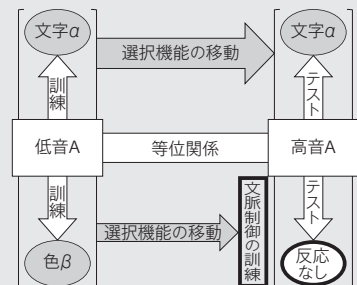 文字α
選択機能の移動
文字α
訓練
テスト
低音A
等位関係
高音A
訓練
テスト
選択機能の移動
文脈制御の訓練
色β
反応
なし